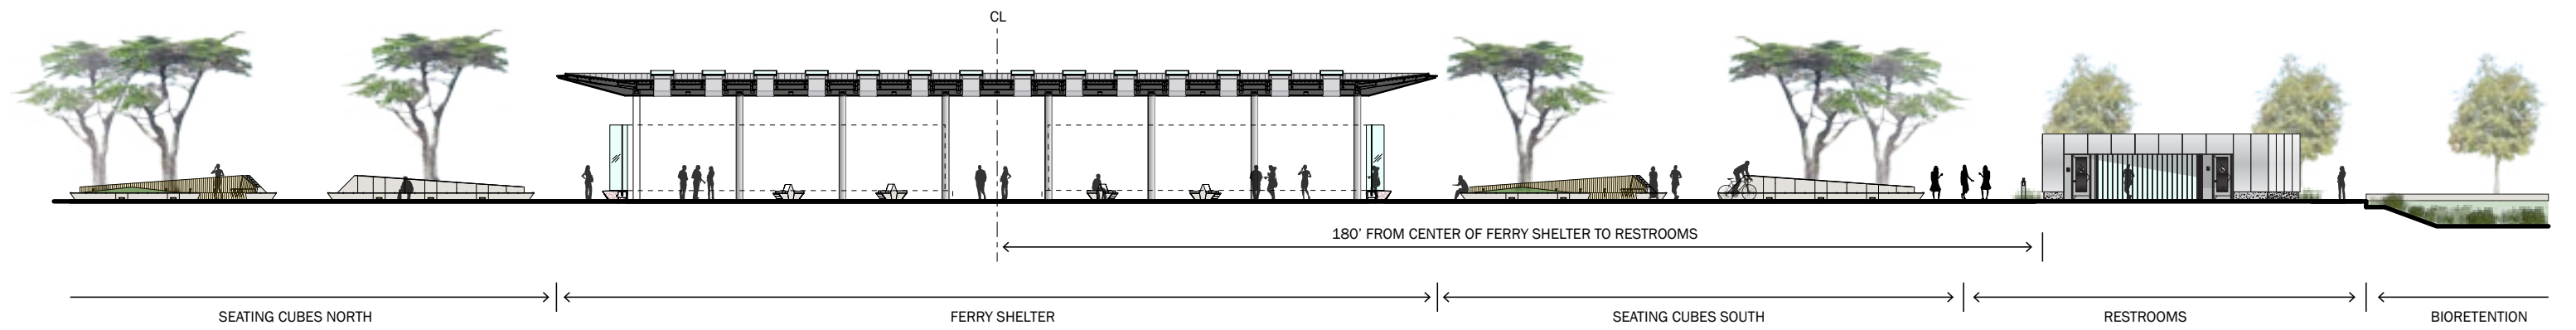 CL
180' FROM CENTER OF FERRY SHELTER TO RESTROOMS
SEATING CUBES NORTH
FERRY SHELTER
SEATING CUBES SOUTH
RESTROOMS
BIORETENTION